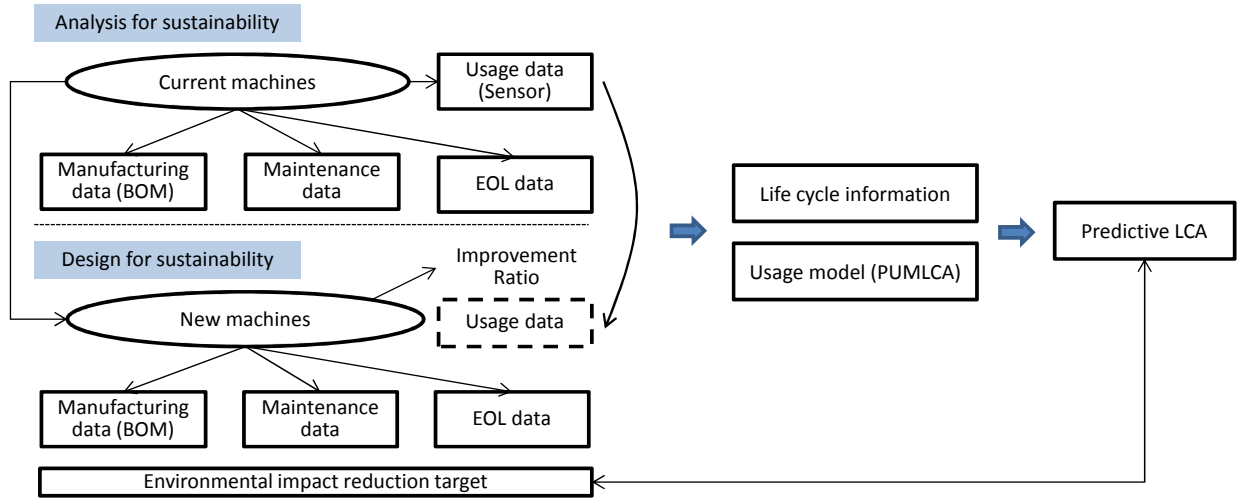 Analysis for sustainability
Current machines
Usage data
(Sensor)
Manufacturing
data (BOM)
Maintenance
data
EOL data
Design for sustainability
Improvement
Ratio
New machines
Usage data
Manufacturing
data (BOM)
Maintenance
data
EOL data
Environmental impact reduction target
Life cycle information
Usage model (PUMLCA)
Predictive LCA